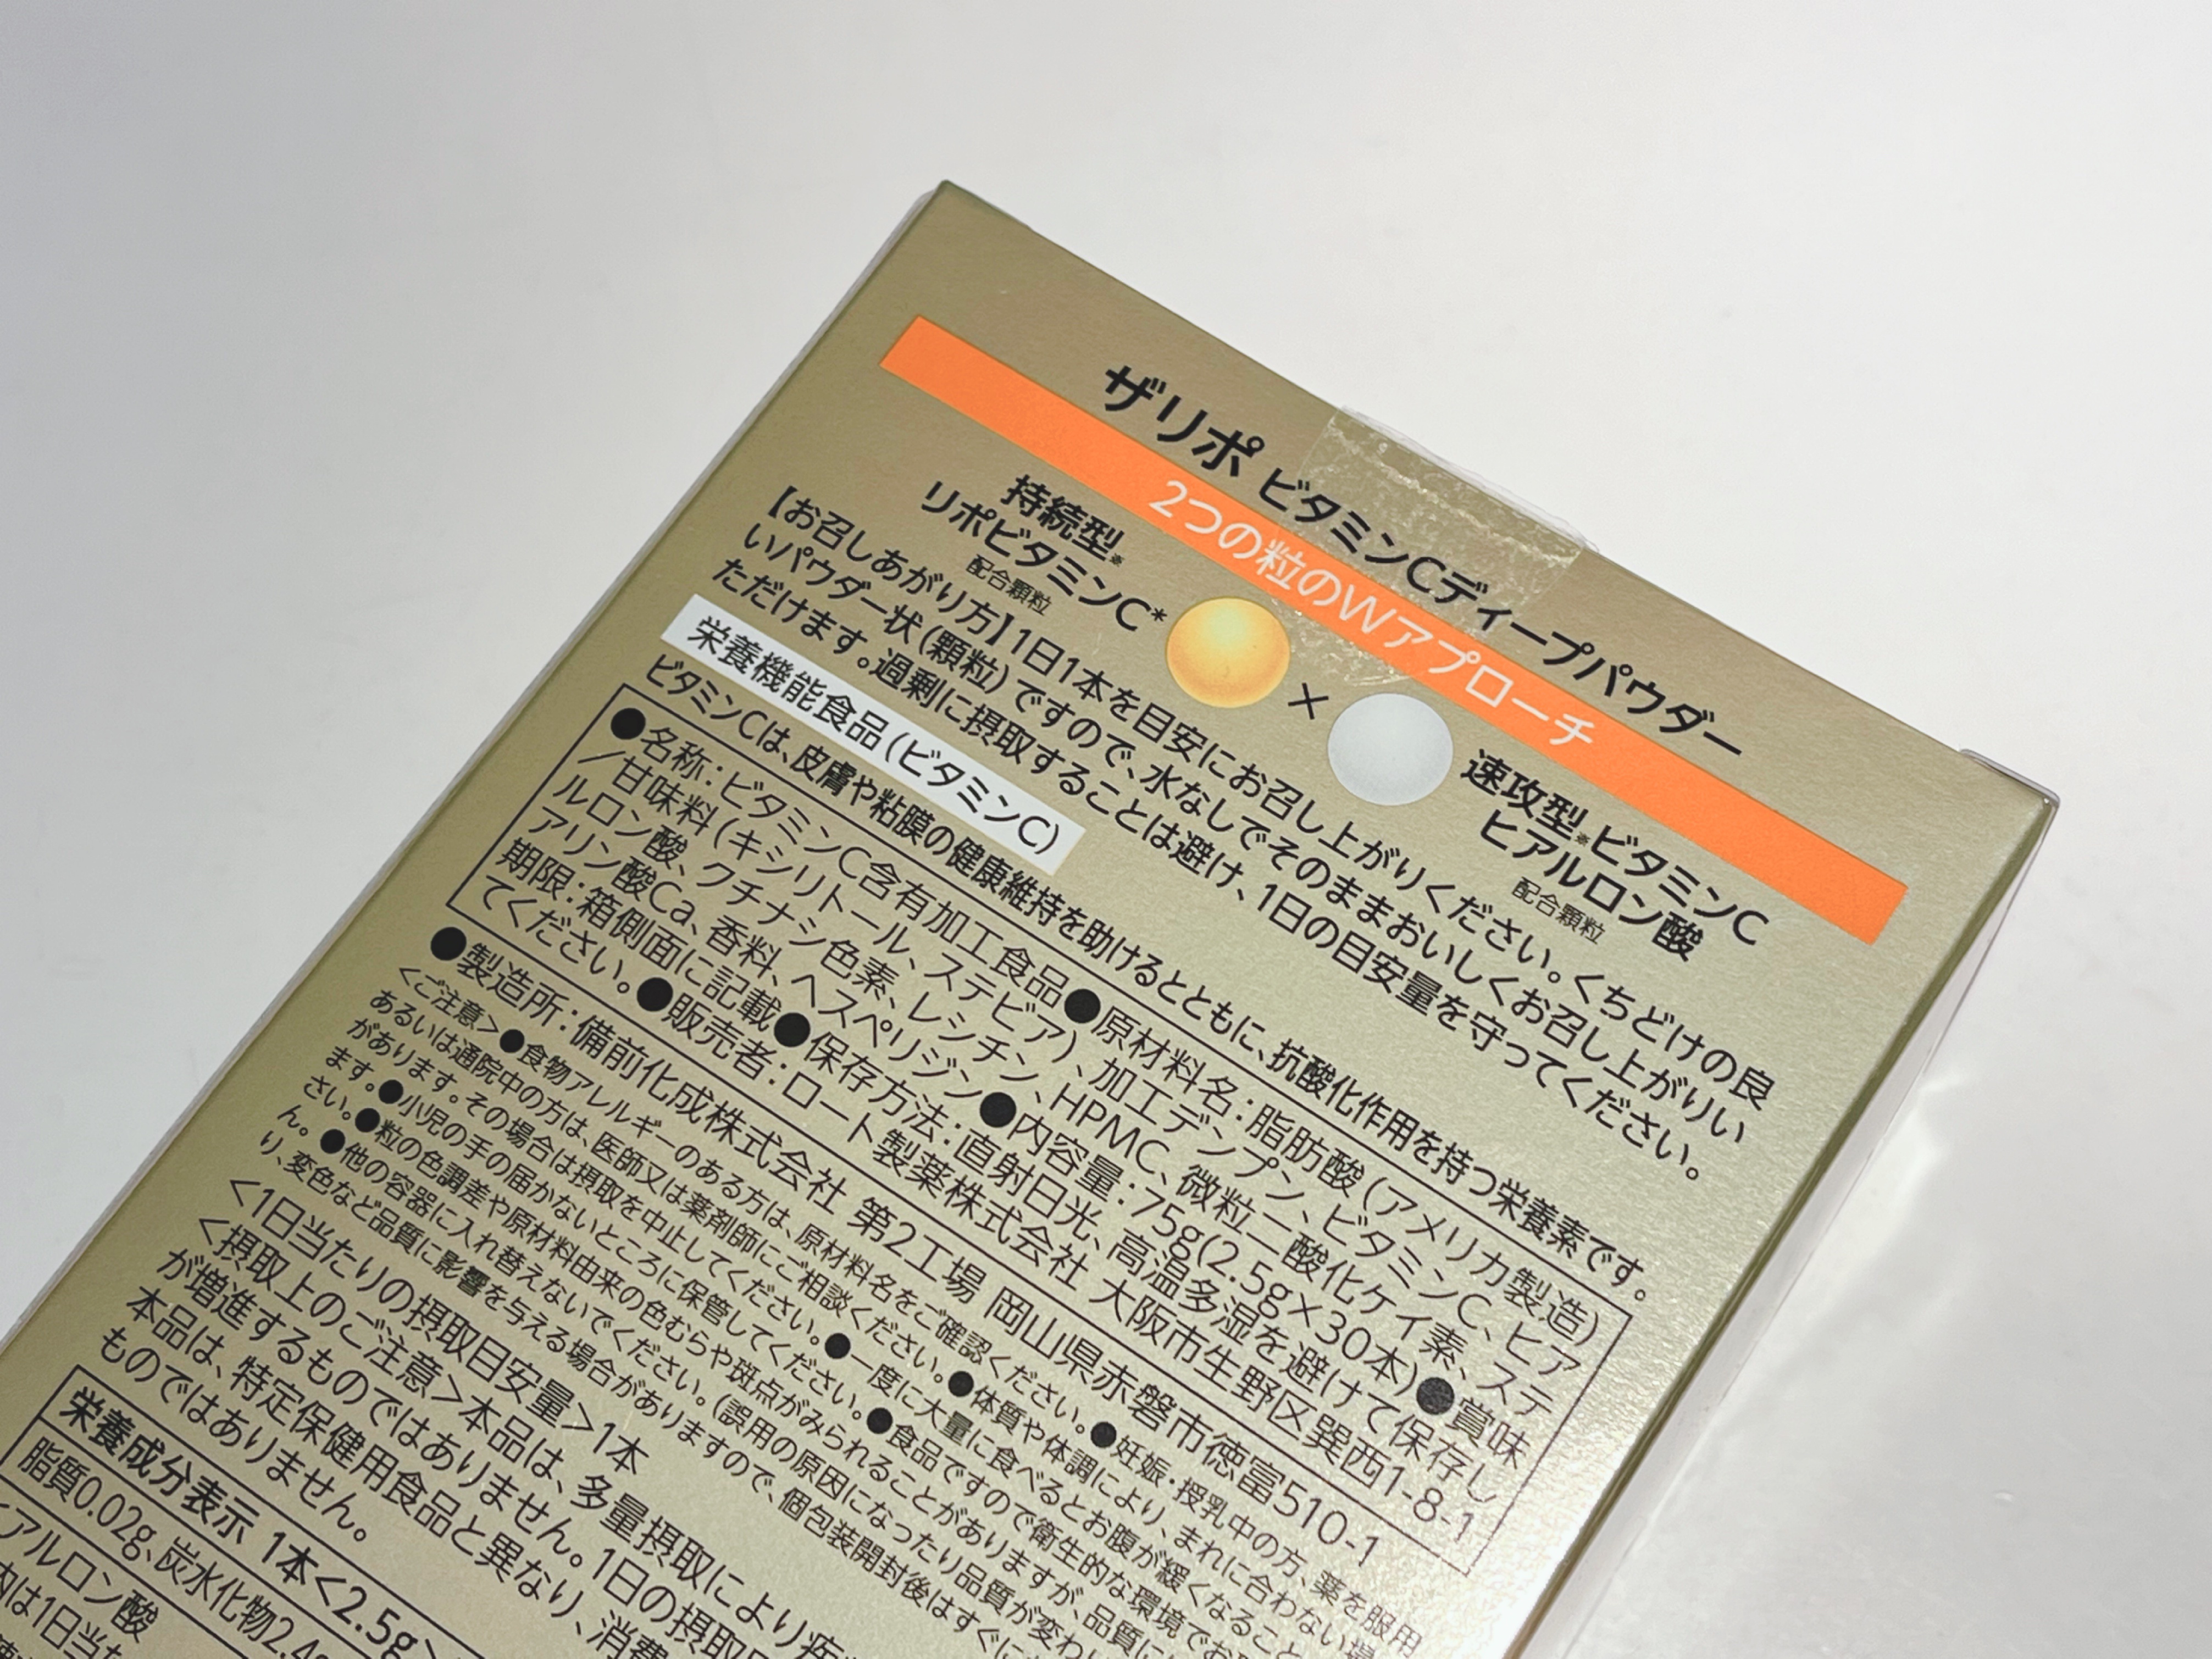 ザリポ ビタミンCディープパウダー
2つの粒のWアプローチ
持続型※
リポビタミンC*
配合顆粒
×
速攻型※ビタミンC
ヒアルロン酸
配合顆粒
【お召しあがり方】1日1本を目安にお召し上がりください。くちどけの良
いパウダー状(顆粒)ですので、水なしでそのままおいしくお召し上がりい
ただけます。過剰に摂取することは避け、1日の目安量を守ってください。
栄養機能食品(ビタミンC)
ビタミンCは、皮膚や粘膜の健康維持を助けるとともに、抗酸化作用を持つ栄養素です。
●名称:ビタミンC含有加工食品●原材料名:脂肪酸(アメリカ製造)
/甘味料(キシリトール、ステビア)、加工デンプン、ビタミンC、ヒア
ルロン酸、クチナシ色素、レシチン、HPMC、微粒二酸化ケイ素、ステ
アリン酸Ca、香料、ヘスペリジン●内容量:75g(2.5g×30本)●賞味
期限:箱側面に記載●保存方法:直射日光、高温多湿を避けて保存し
てください。●販売者:ロート製薬株式会社 大阪市生野区巽西1-8-1
●製造所:備前化成株式会社 第2工場 岡山県赤磐市徳富510-1
<ご注意>●食物アレルギーのある方は、原材料名をご確認ください。●妊娠・授乳中の方、薬を服用
あるいは通院中の方は、医師又は薬剤師にご相談ください。●体質や体調により、まれに合わない場
があります。その場合は摂取を中止してください。●一度に大量に食べるとお腹が緩くなること
ます。●小児の手の届かないところに保管してください。●食品ですので衛生的な環境でお
さい。●粒の色調差や原材料由来の色むらや斑点がみられることがありますが、品質に
ん。●他の容器に入れ替えないでください。(誤用の原因になったり品質が変わ
り、変色など品質に影響を与える場合がありますので、個包装開封後はすぐに
<1日当たりの摂取目安量>1本
<摂取上のご注意>本品は、多量摂取により疾
が増進するものではありません。1日の摂取目
本品は、特定保健用食品と異なり、消費
ものではありません。
栄養成分表示 1本<2.5g>
脂質0.02g、炭水化物2.4g
アルロン酸
内は1日当た